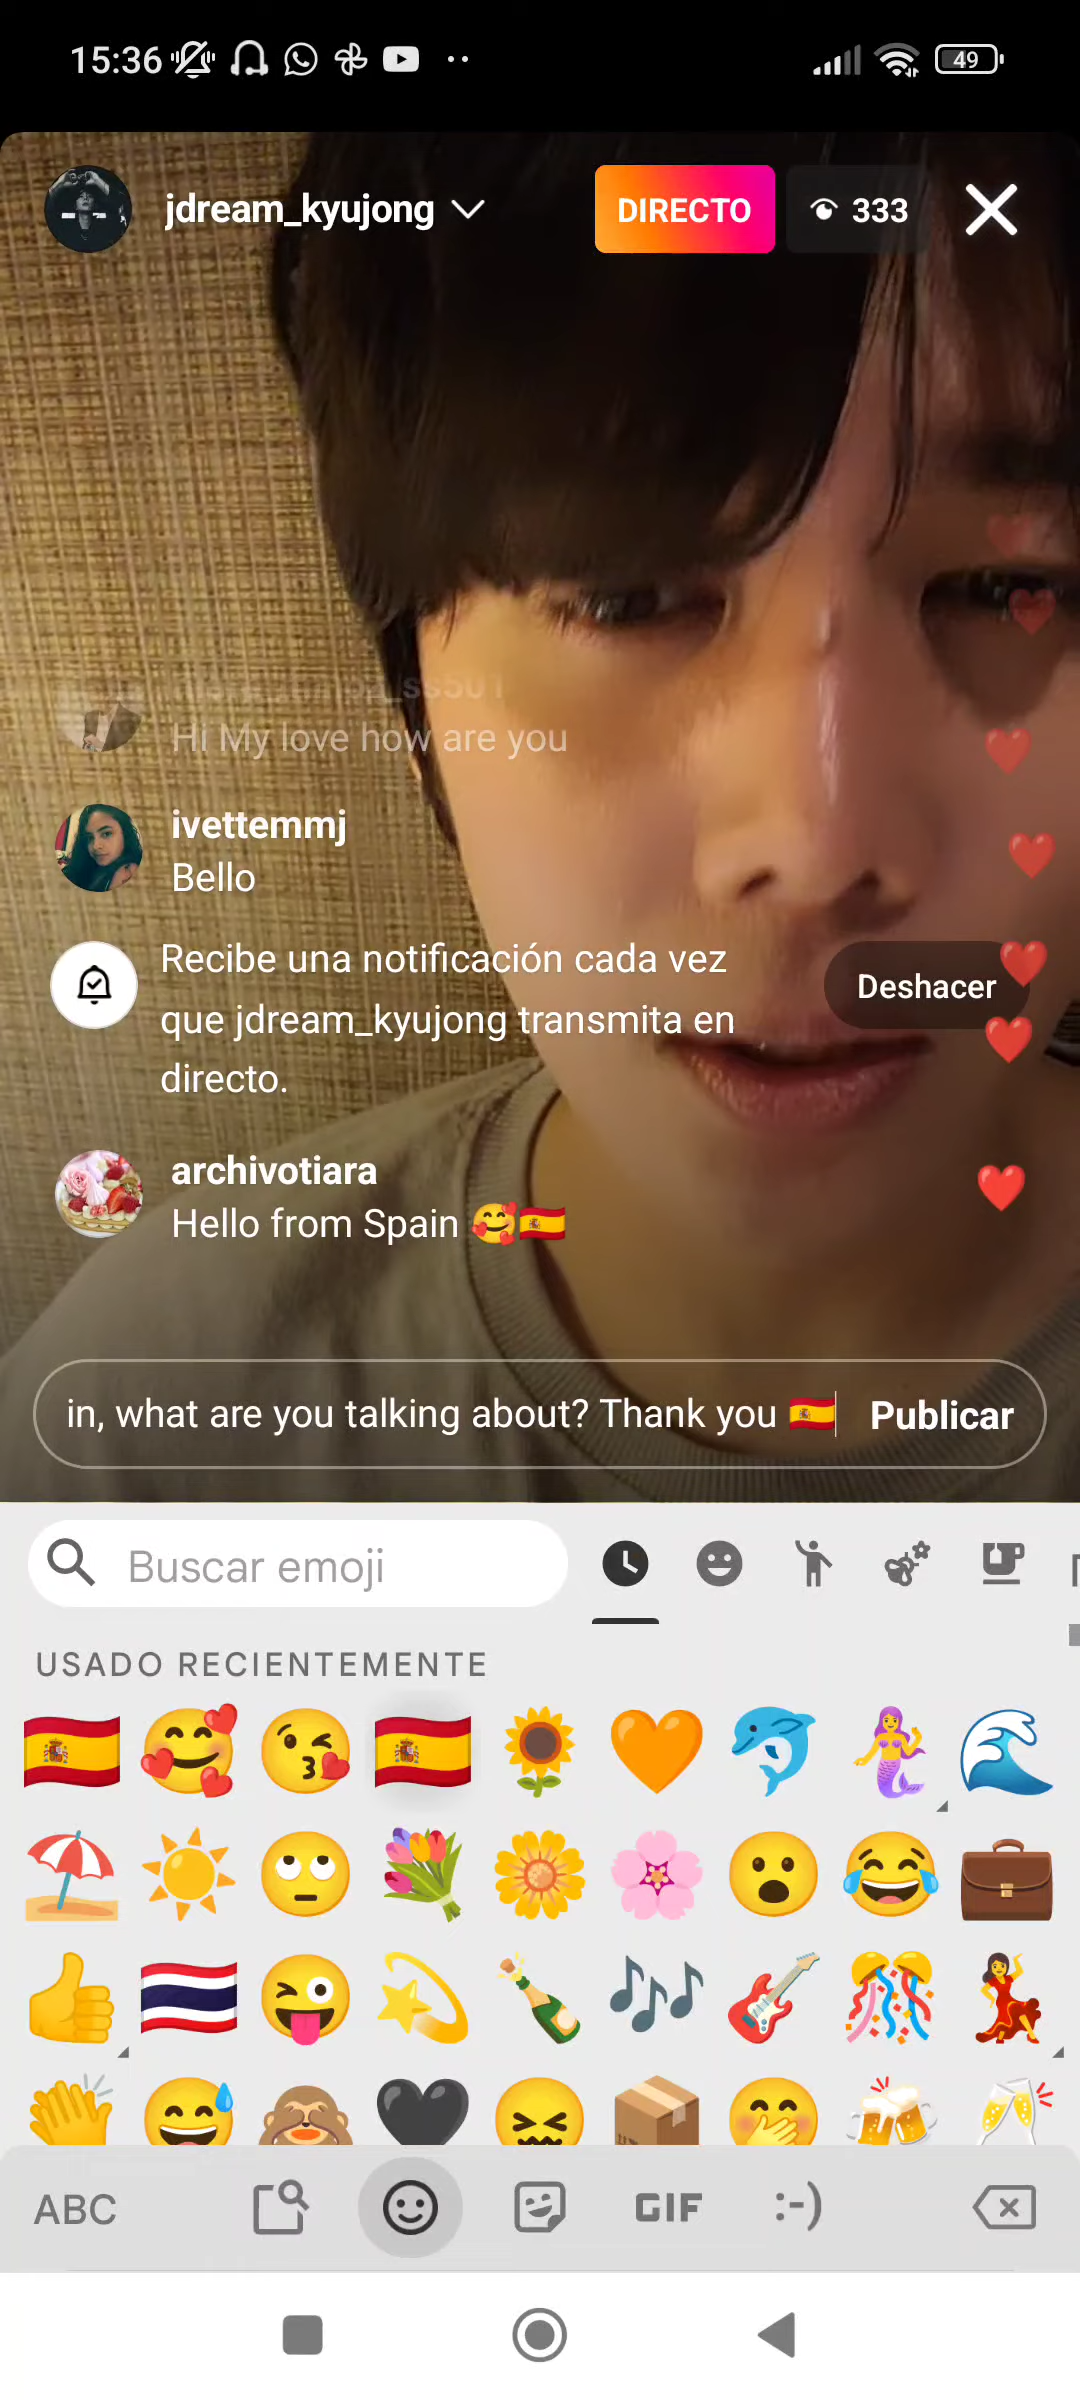 15:36
49
jdream_kyujong
DIRECTO
333
Hi My love how are you
ivettemmj
Bello
Recibe una notificación cada vez
que jdream_kyujong transmita en
directo.
Deshacer
archivotiara
Hello from Spain 🥰🇪🇸
in, what are you talking about? Thank you 🇪🇸
Publicar
Buscar emoji
USADO RECIENTEMENTE
ABC
GIF
:-)